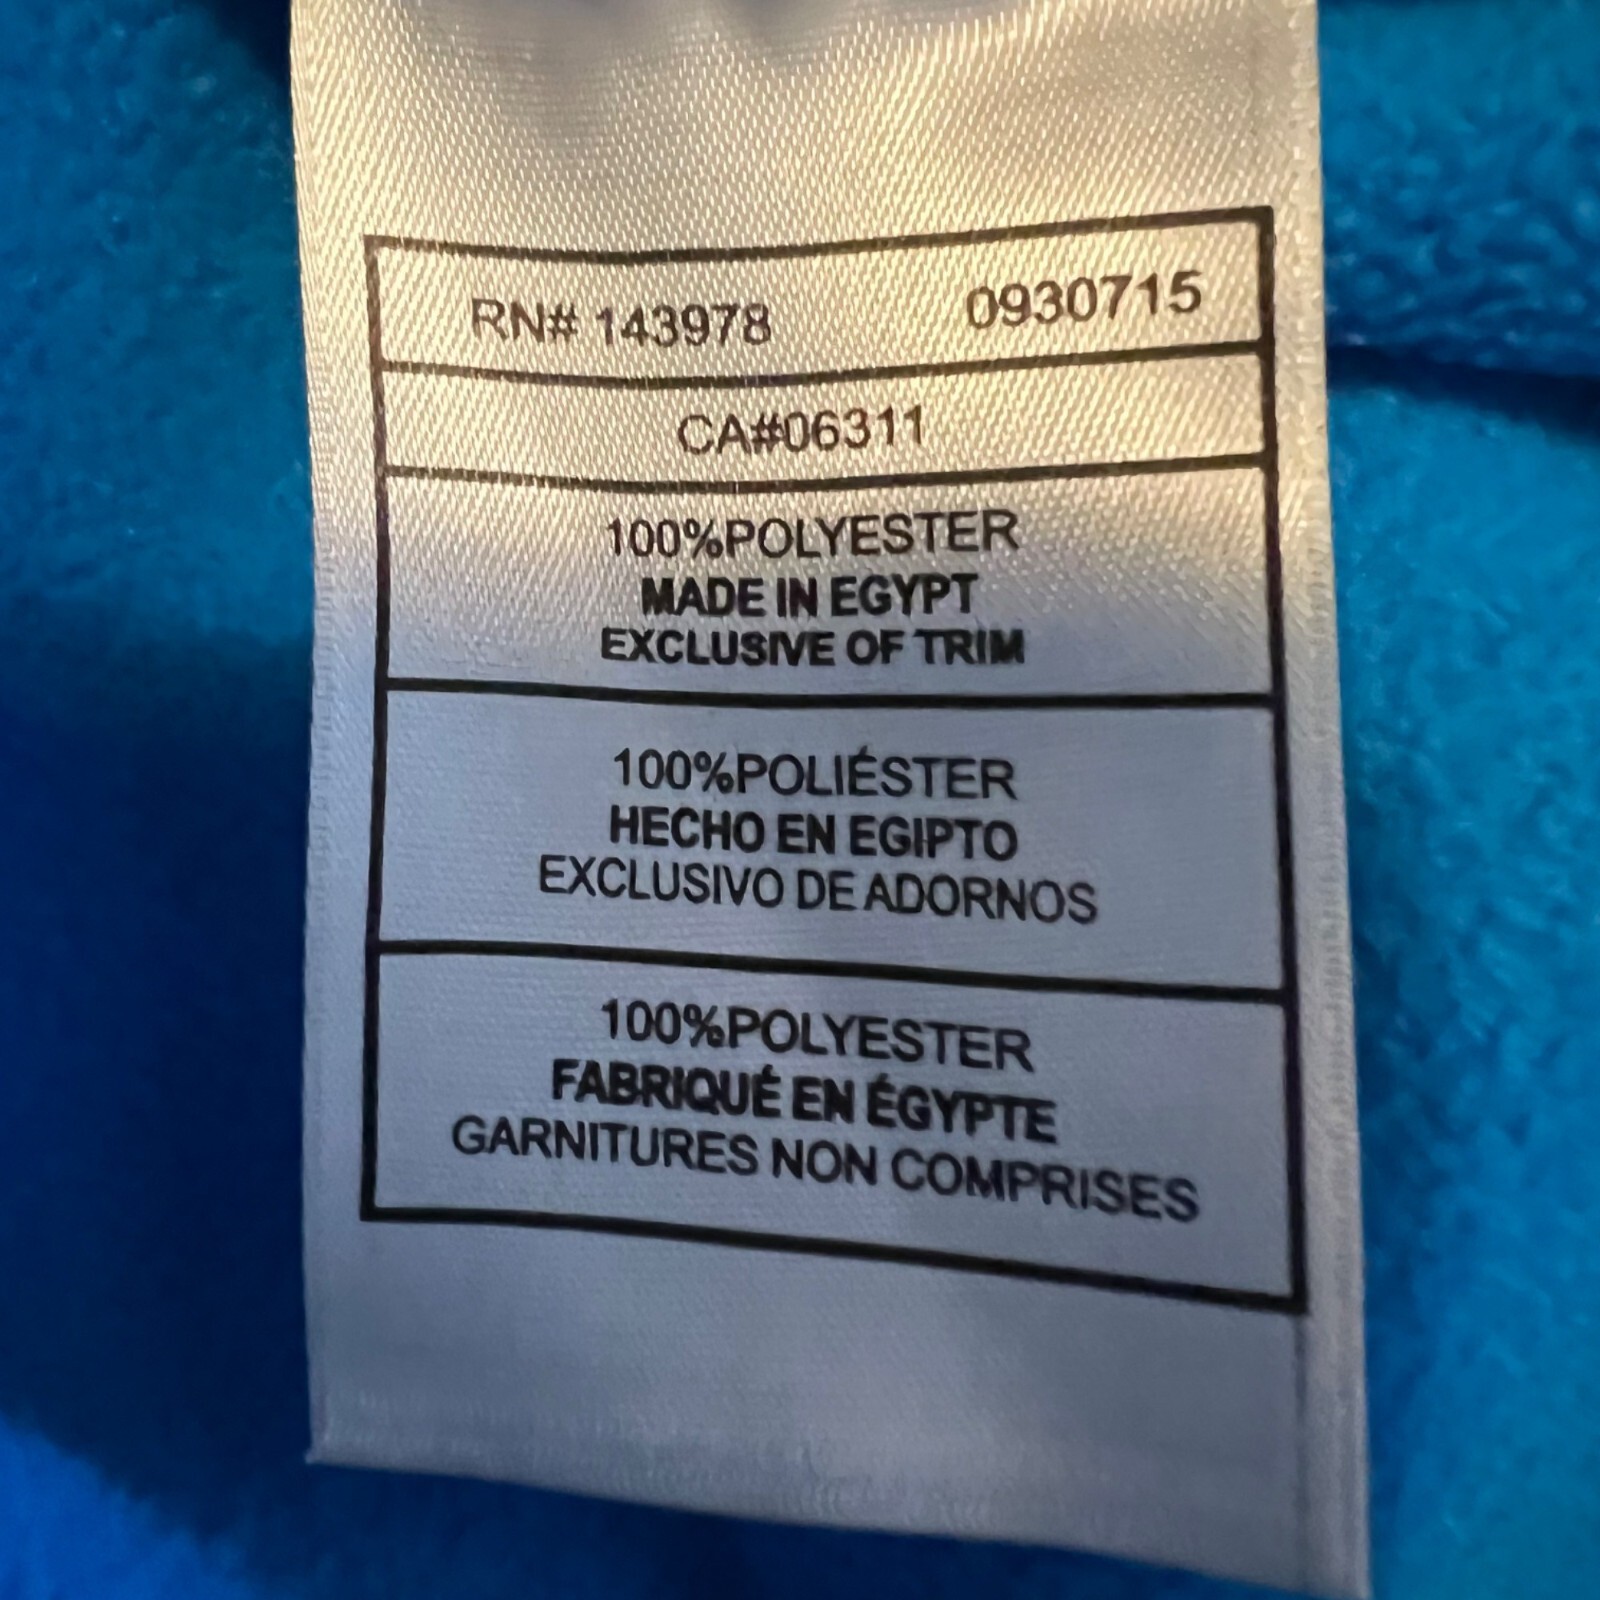 RN# 143978 0930715
CA#06311
100%POLYESTER
MADE IN EGYPT
EXCLUSIVE OF TRIM
100%POLIÉSTER
HECHO EN EGIPTO
EXCLUSIVO DE ADORNOS
100%POLYESTER
FABRIQUÉ EN ÉGYPTE
GARNITURES NON COMPRISES